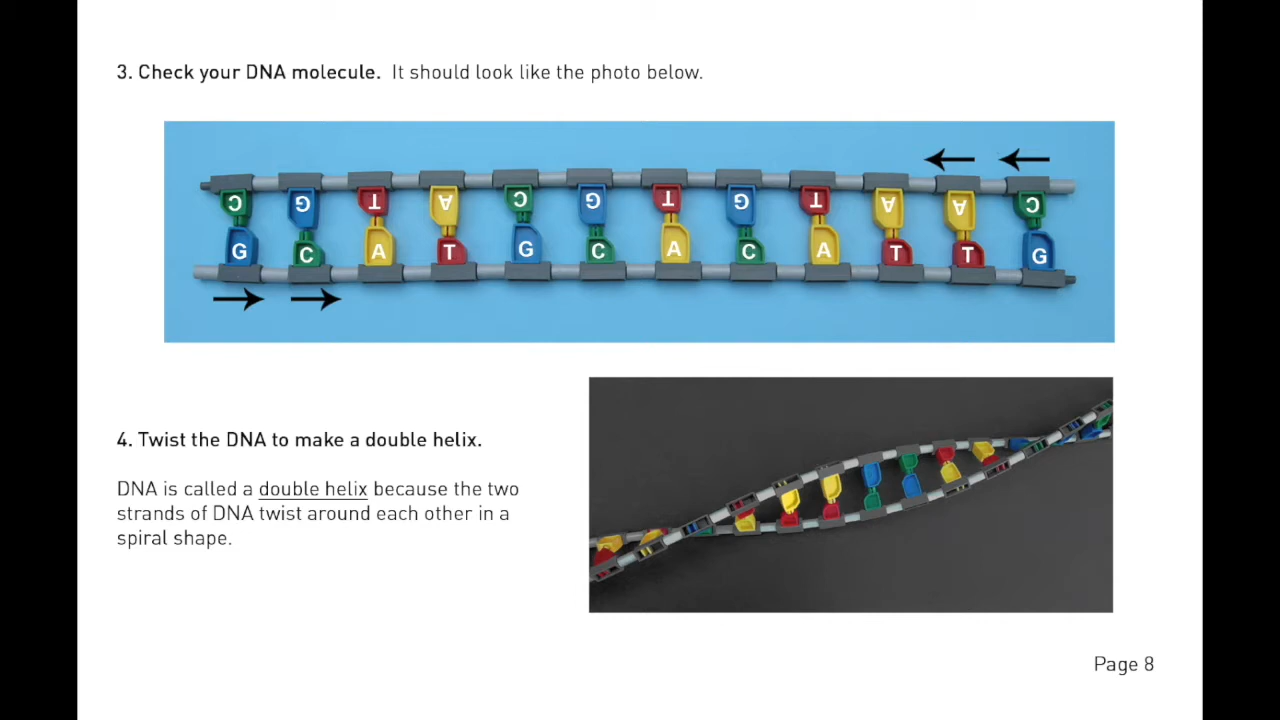 3. Check your DNA molecule. It should look like the photo below.
C G T A C G T G T A A C
G C A T G C A C A T T G
4. Twist the DNA to make a double helix.
DNA is called a double helix because the two
strands of DNA twist around each other in a
spiral shape.
Page 8